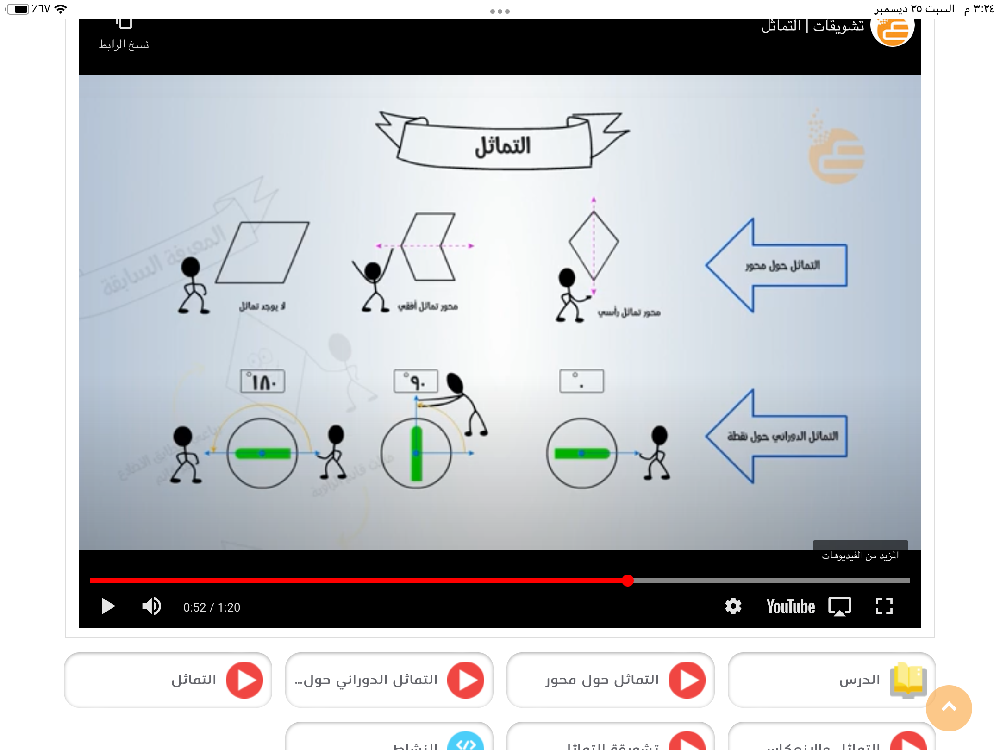 ٣:٢٤ م السبت ٢٥ ديسمبر
٪٦٧
تشويقات | التماثل
نسخ الرابط
التماثل
المعرفة السابقة
التماثل حول محور
محور تماثل رأسي
محور تماثل أفقي
لا يوجد تماثل
°٠
°٩٠
°١٨٠
التماثل الدوراني حول نقطة
المزيد من الفيديوهات
0:52 / 1:20
YouTube
الدرس
التماثل حول محور
التماثل الدوراني حول...
التماثل
التماثل والانعكاس
تشويقة التماثل
النشاط